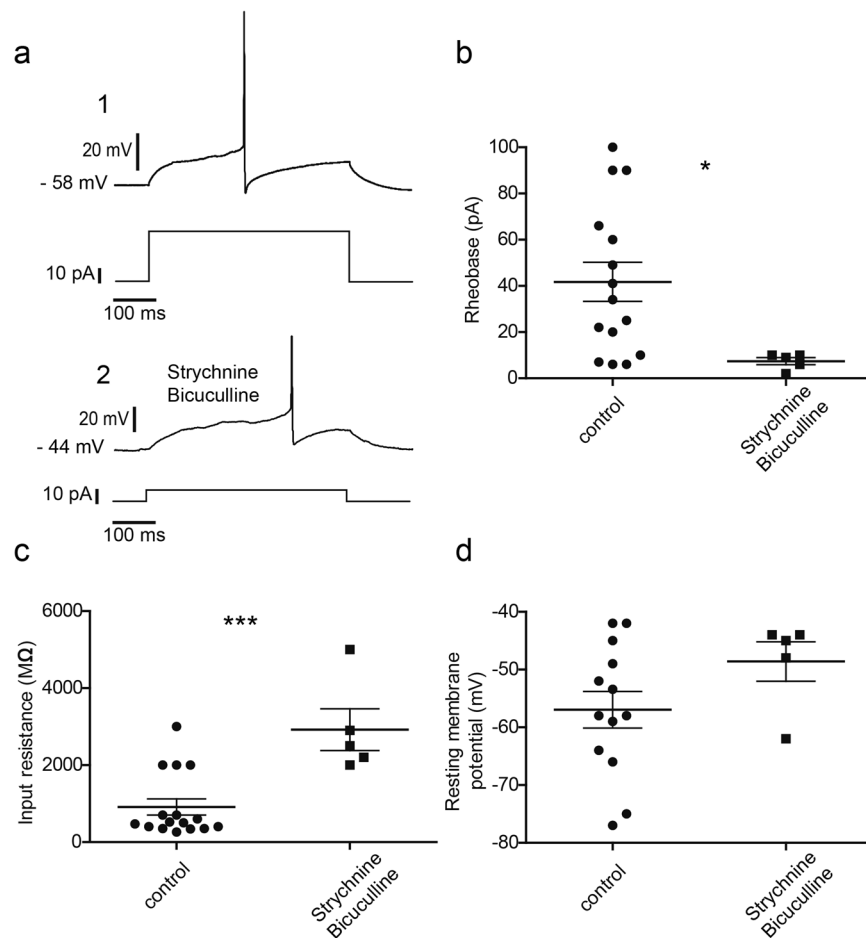 a
1
20 mV
- 58 mV
10 pA
100 ms
2
Strychnine
Bicuculline
20 mV
- 44 mV
10 pA
100 ms
b
Rheobase (pA)
100
80
60
40
20
0
*
control
Strychnine
Bicuculline
c
Input resistance (MΩ)
6000
4000
2000
0
***
control
Strychnine
Bicuculline
d
Resting membrane
potential (mV)
-40
-50
-60
-70
-80
control
Strychnine
Bicuculline